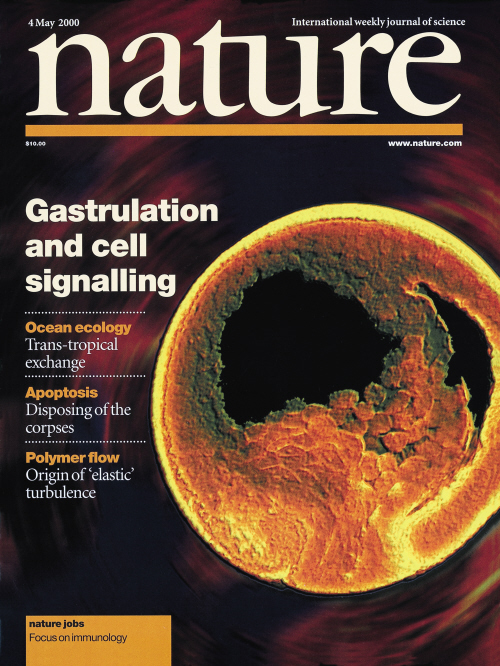 4 May 2000
International weekly journal of science
nature
$10.00
www.nature.com
Gastrulation
and cell
signalling
Ocean ecology
Trans-tropical
exchange
Apoptosis
Disposing of the
corpses
Polymer flow
Origin of ‘elastic’
turbulence
nature jobs
Focus on immunology